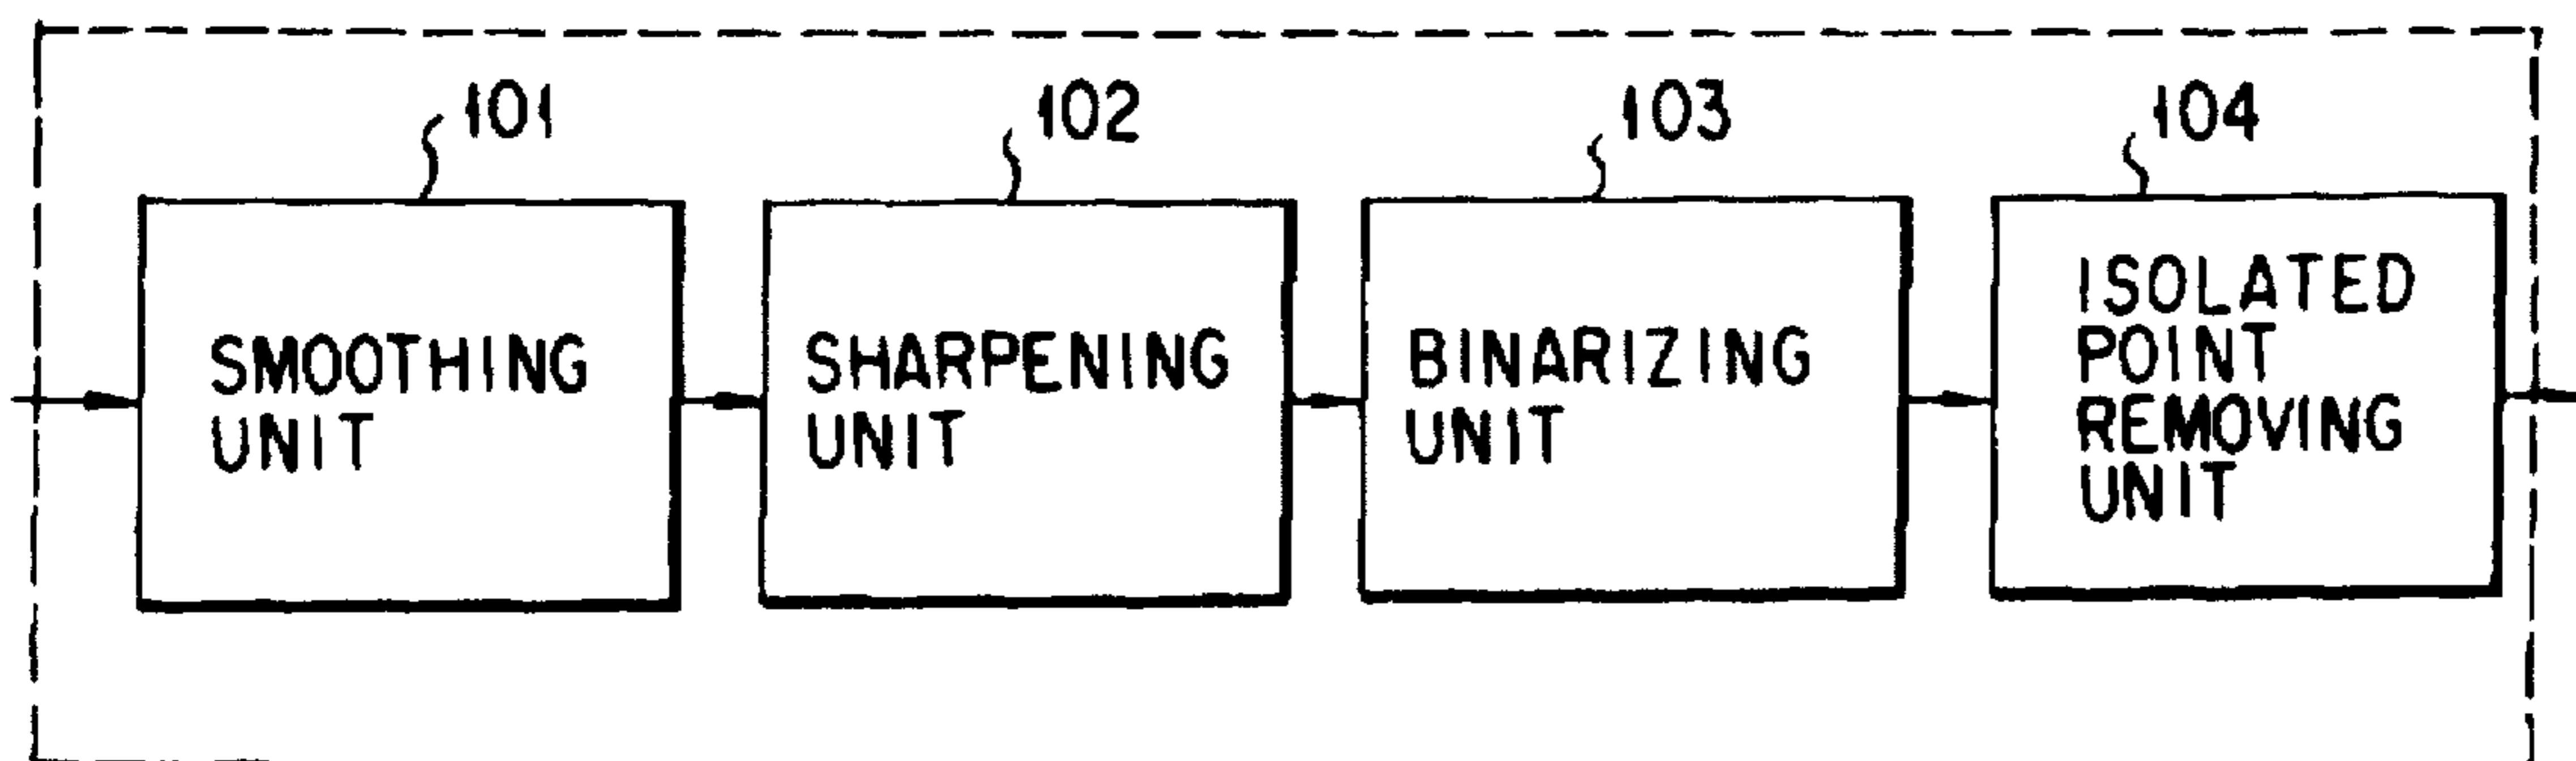 101
102
103
104
SMOOTHING
UNIT
SHARPENING
UNIT
BINARIZING
UNIT
ISOLATED
POINT
REMOVING
UNIT